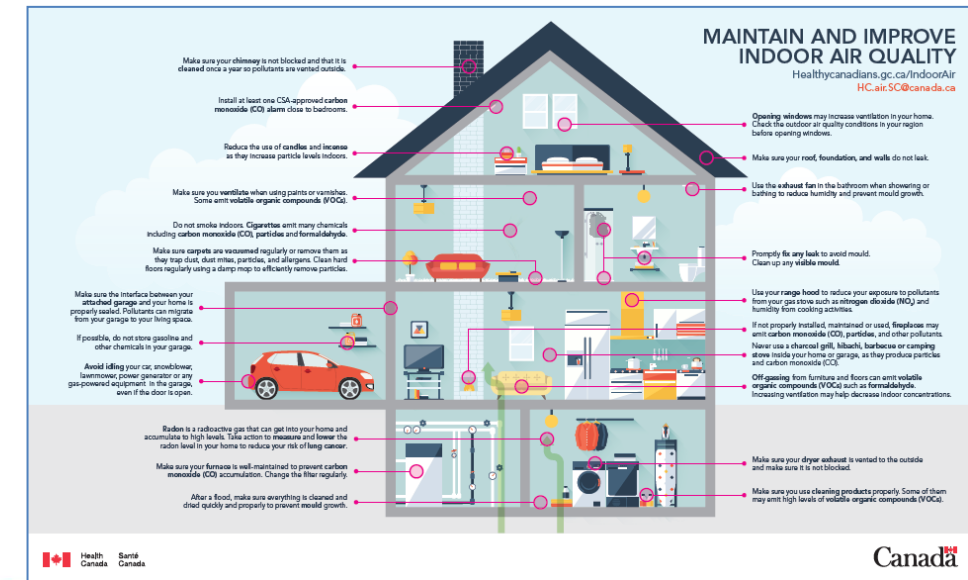 MAINTAIN AND IMPROVE
INDOOR AIR QUALITY
Healthycanadians.gc.ca/IndoorAir
HC.air.SC@canada.ca
Make sure your chimney is not blocked and that it is
cleaned once a year so pollutants are vented outside.
Install at least one CSA-approved carbon
monoxide (CO) alarm close to bedrooms.
Reduce the use of candles and incense
as they increase particle levels indoors.
Make sure you ventilate when using paints or varnishes.
Some emit volatile organic compounds (VOCs).
Do not smoke indoors. Cigarettes emit many chemicals
including carbon monoxide (CO), particles and formaldehyde.
Make sure carpets are vacuumed regularly or remove them as
they trap dust, dust mites, particles, and allergens. Clean hard
floors regularly using a damp mop to efficiently remove particles.
Make sure the interface between your
attached garage and your home is
properly sealed. Pollutants can migrate
from your garage to your living space.
If possible, do not store gasoline and
other chemicals in your garage.
Avoid idling your car, snowblower,
lawnmower, power generator or any
gas-powered equipment in the garage,
even if the door is open.
Radon is a radioactive gas that can get into your home and
accumulate to high levels. Take action to measure and lower the
radon level in your home to reduce your risk of lung cancer.
Make sure your furnace is well-maintained to prevent carbon
monoxide (CO) accumulation. Change the filter regularly.
After a flood, make sure everything is cleaned and
dried quickly and properly to prevent mould growth.
Opening windows may increase ventilation in your home.
Check the outdoor air quality conditions in your region
before opening windows.
Make sure your roof, foundation, and walls do not leak.
Use the exhaust fan in the bathroom when showering or
bathing to reduce humidity and prevent mould growth.
Promptly fix any leak to avoid mould.
Clean up any visible mould.
Use your range hood to reduce your exposure to pollutants
from your gas stove such as nitrogen dioxide (NO₂) and
humidity from cooking activities.
If not properly installed, maintained or used, fireplaces may
emit carbon monoxide (CO), particles, and other pollutants.
Never use a charcoal grill, hibachi, barbecue or camping
stove inside your home or garage, as they produce particles
and carbon monoxide (CO).
Off-gassing from furniture and floors can emit volatile
organic compounds (VOCs) such as formaldehyde.
Increasing ventilation may help decrease indoor concentrations.
Make sure your dryer exhaust is vented to the outside
and make sure it is not blocked.
Make sure you use cleaning products properly. Some of them
may emit high levels of volatile organic compounds (VOCs).
Health Santé
Canada Canada
Canada